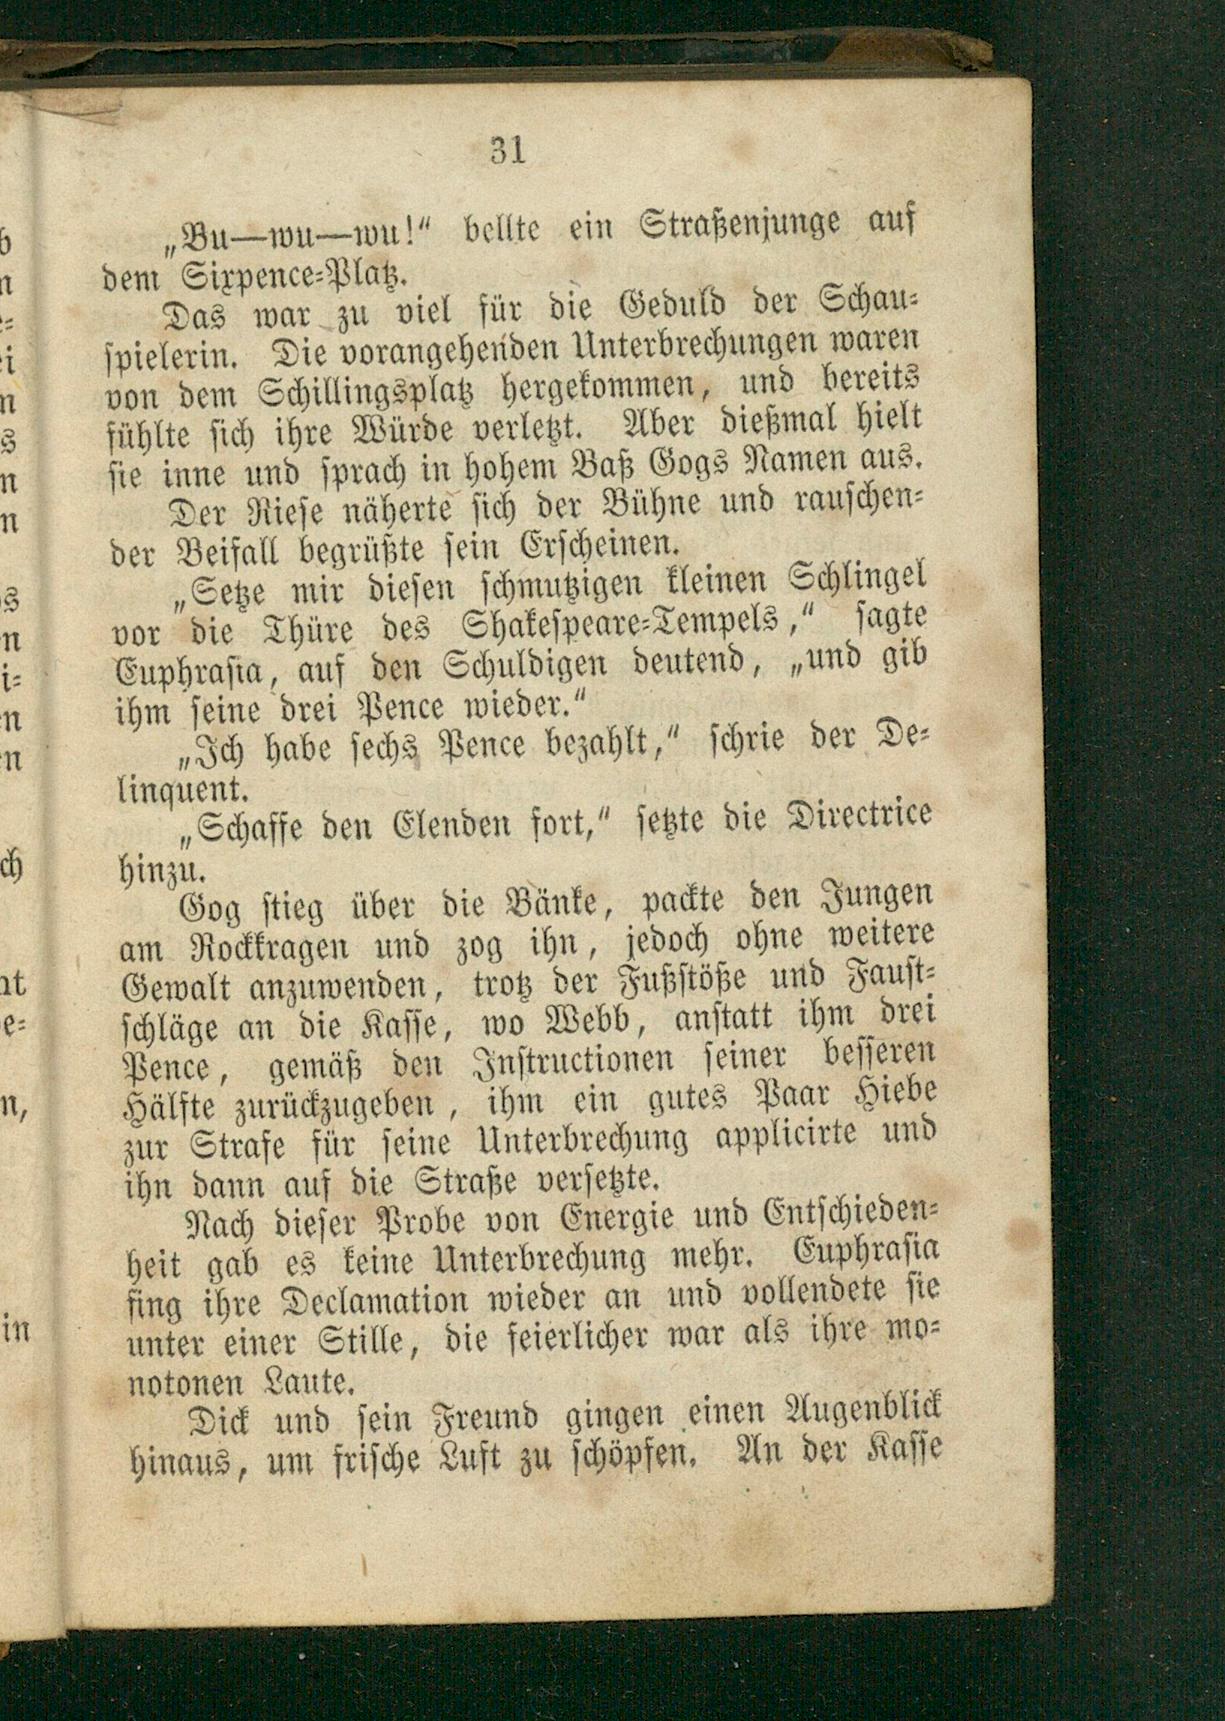 31
„Bu—wu—wu!“ bellte ein Straßenjunge auf
dem Sixpence-Platz.
Das war zu viel für die Geduld der Schau-
spielerin. Die vorangehenden Unterbrechungen waren
von dem Schillingsplatz hergekommen, und bereits
fühlte sich ihre Würde verletzt. Aber dießmal hielt
sie inne und sprach in hohem Baß Gogs Namen aus.
Der Riese näherte sich der Bühne und rauschen-
der Beifall begrüßte sein Erscheinen.
„Setze mir diesen schmutzigen kleinen Schlingel
vor die Thüre des Shakespeare-Tempels,“ sagte
Euphrasia, auf den Schuldigen deutend, „und gib
ihm seine drei Pence wieder.“
„Ich habe sechs Pence bezahlt,“ schrie der De-
linquent.
„Schaffe den Elenden fort,“ setzte die Directrice
hinzu.
Gog stieg über die Bänke, packte den Jungen
am Rockkragen und zog ihn, jedoch ohne weitere
Gewalt anzuwenden, trotz der Fußstöße und Faust-
schläge an die Kasse, wo Webb, anstatt ihm drei
Pence, gemäß den Instructionen seiner besseren
Hälfte zurückzugeben, ihm ein gutes Paar Hiebe
zur Strafe für seine Unterbrechung applicirte und
ihn dann auf die Straße versetzte.
Nach dieser Probe von Energie und Entschieden-
heit gab es keine Unterbrechung mehr. Euphrasia
fing ihre Declamation wieder an und vollendete sie
unter einer Stille, die feierlicher war als ihre mo-
notonen Laute.
Dick und sein Freund gingen einen Augenblick
hinaus, um frische Luft zu schöpfen. An der Kasse